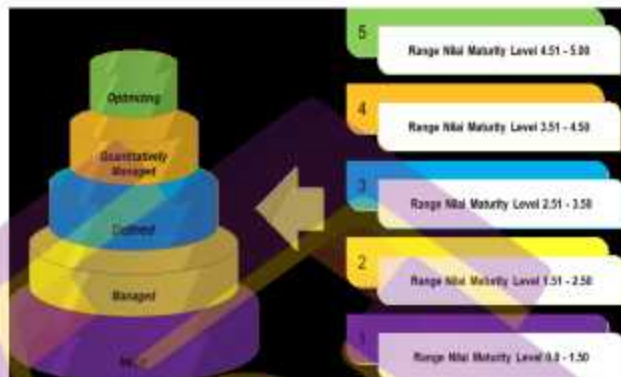 Optimizing
Quantitatively
Managed
Defined
Managed
5
Range Nilai Maturity Level 4.51 - 5.00
4
Range Nilai Maturity Level 3.51 - 4.50
3
Range Nilai Maturity Level 2.51 - 3.50
2
Range Nilai Maturity Level 1.51 - 2.50
1
Range Nilai Maturity Level 0.0 - 1.50